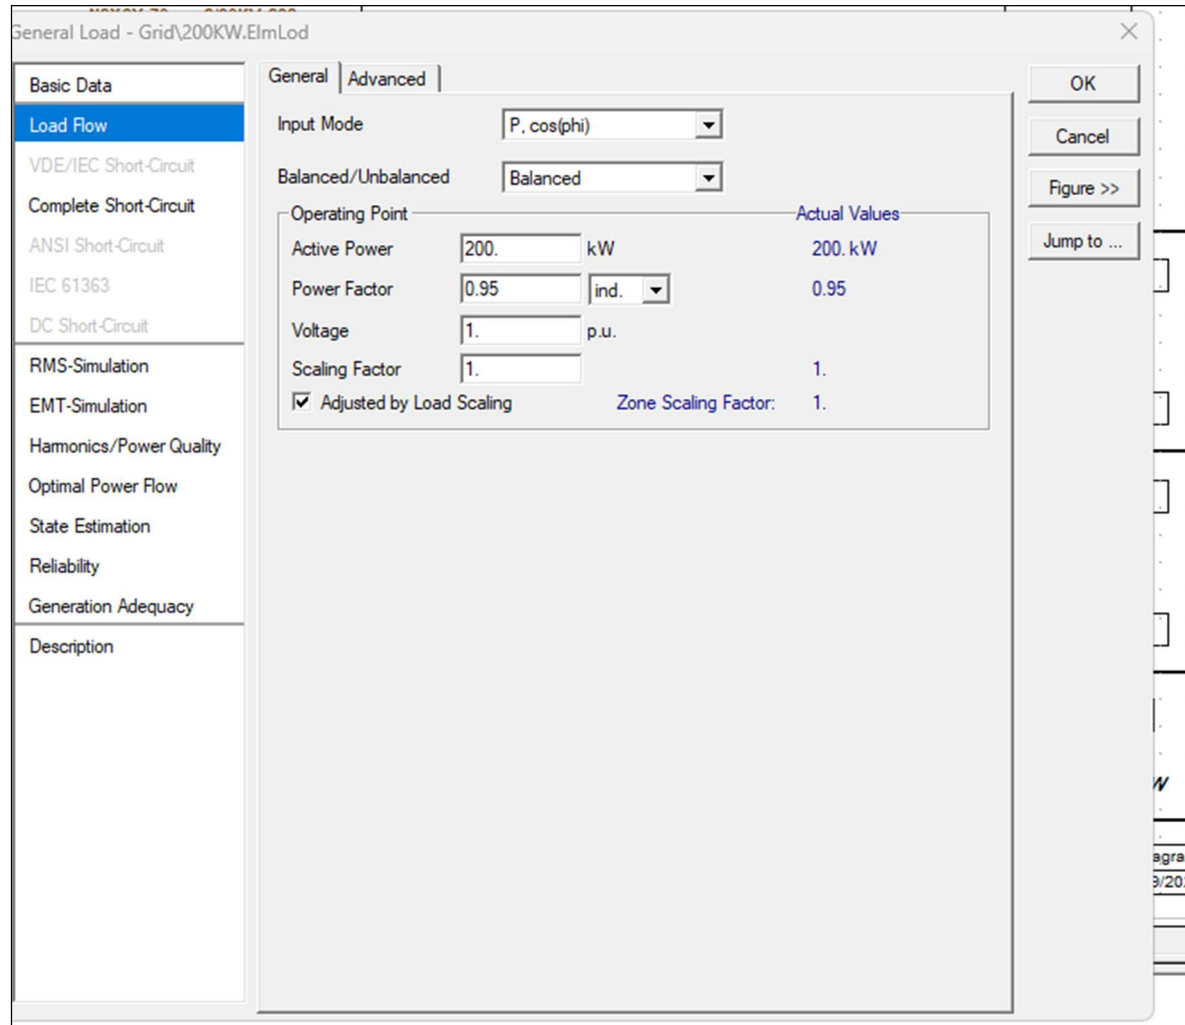 General Load - Grid\200KW.ElmLod
Basic Data
Load Flow
VDE/IEC Short-Circuit
Complete Short-Circuit
ANSI Short-Circuit
IEC 61363
DC Short-Circuit
RMS-Simulation
EMT-Simulation
Harmonics/Power Quality
Optimal Power Flow
State Estimation
Reliability
Generation Adequacy
Description
General Advanced
Input Mode P, cos(phi)
Balanced/Unbalanced Balanced
Operating Point Actual Values
Active Power 200. kW 200. kW
Power Factor 0.95 ind. 0.95
Voltage 1. p.u.
Scaling Factor 1. 1.
Adjusted by Load Scaling Zone Scaling Factor: 1.
OK
Cancel
Figure >>
Jump to ...
W
agra
9/20